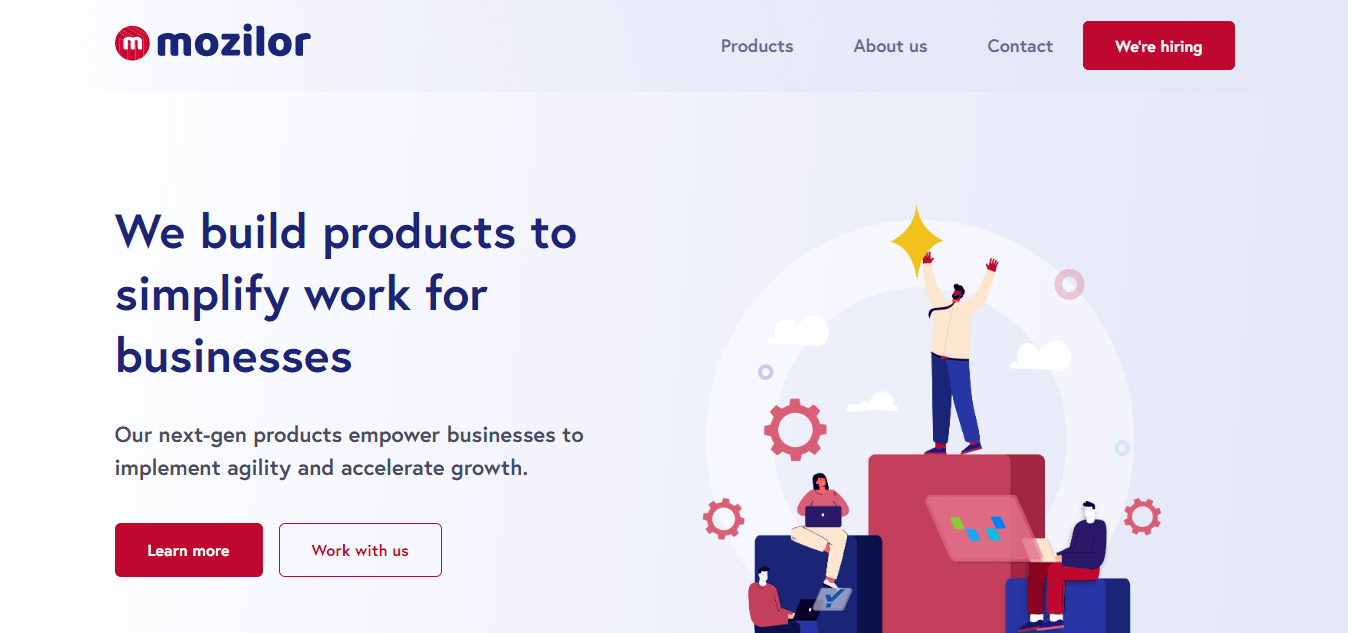 mozilor
Products
About us
Contact
We're hiring
We build products to
simplify work for
businesses
Our next-gen products empower businesses to
implement agility and accelerate growth.
Learn more
Work with us